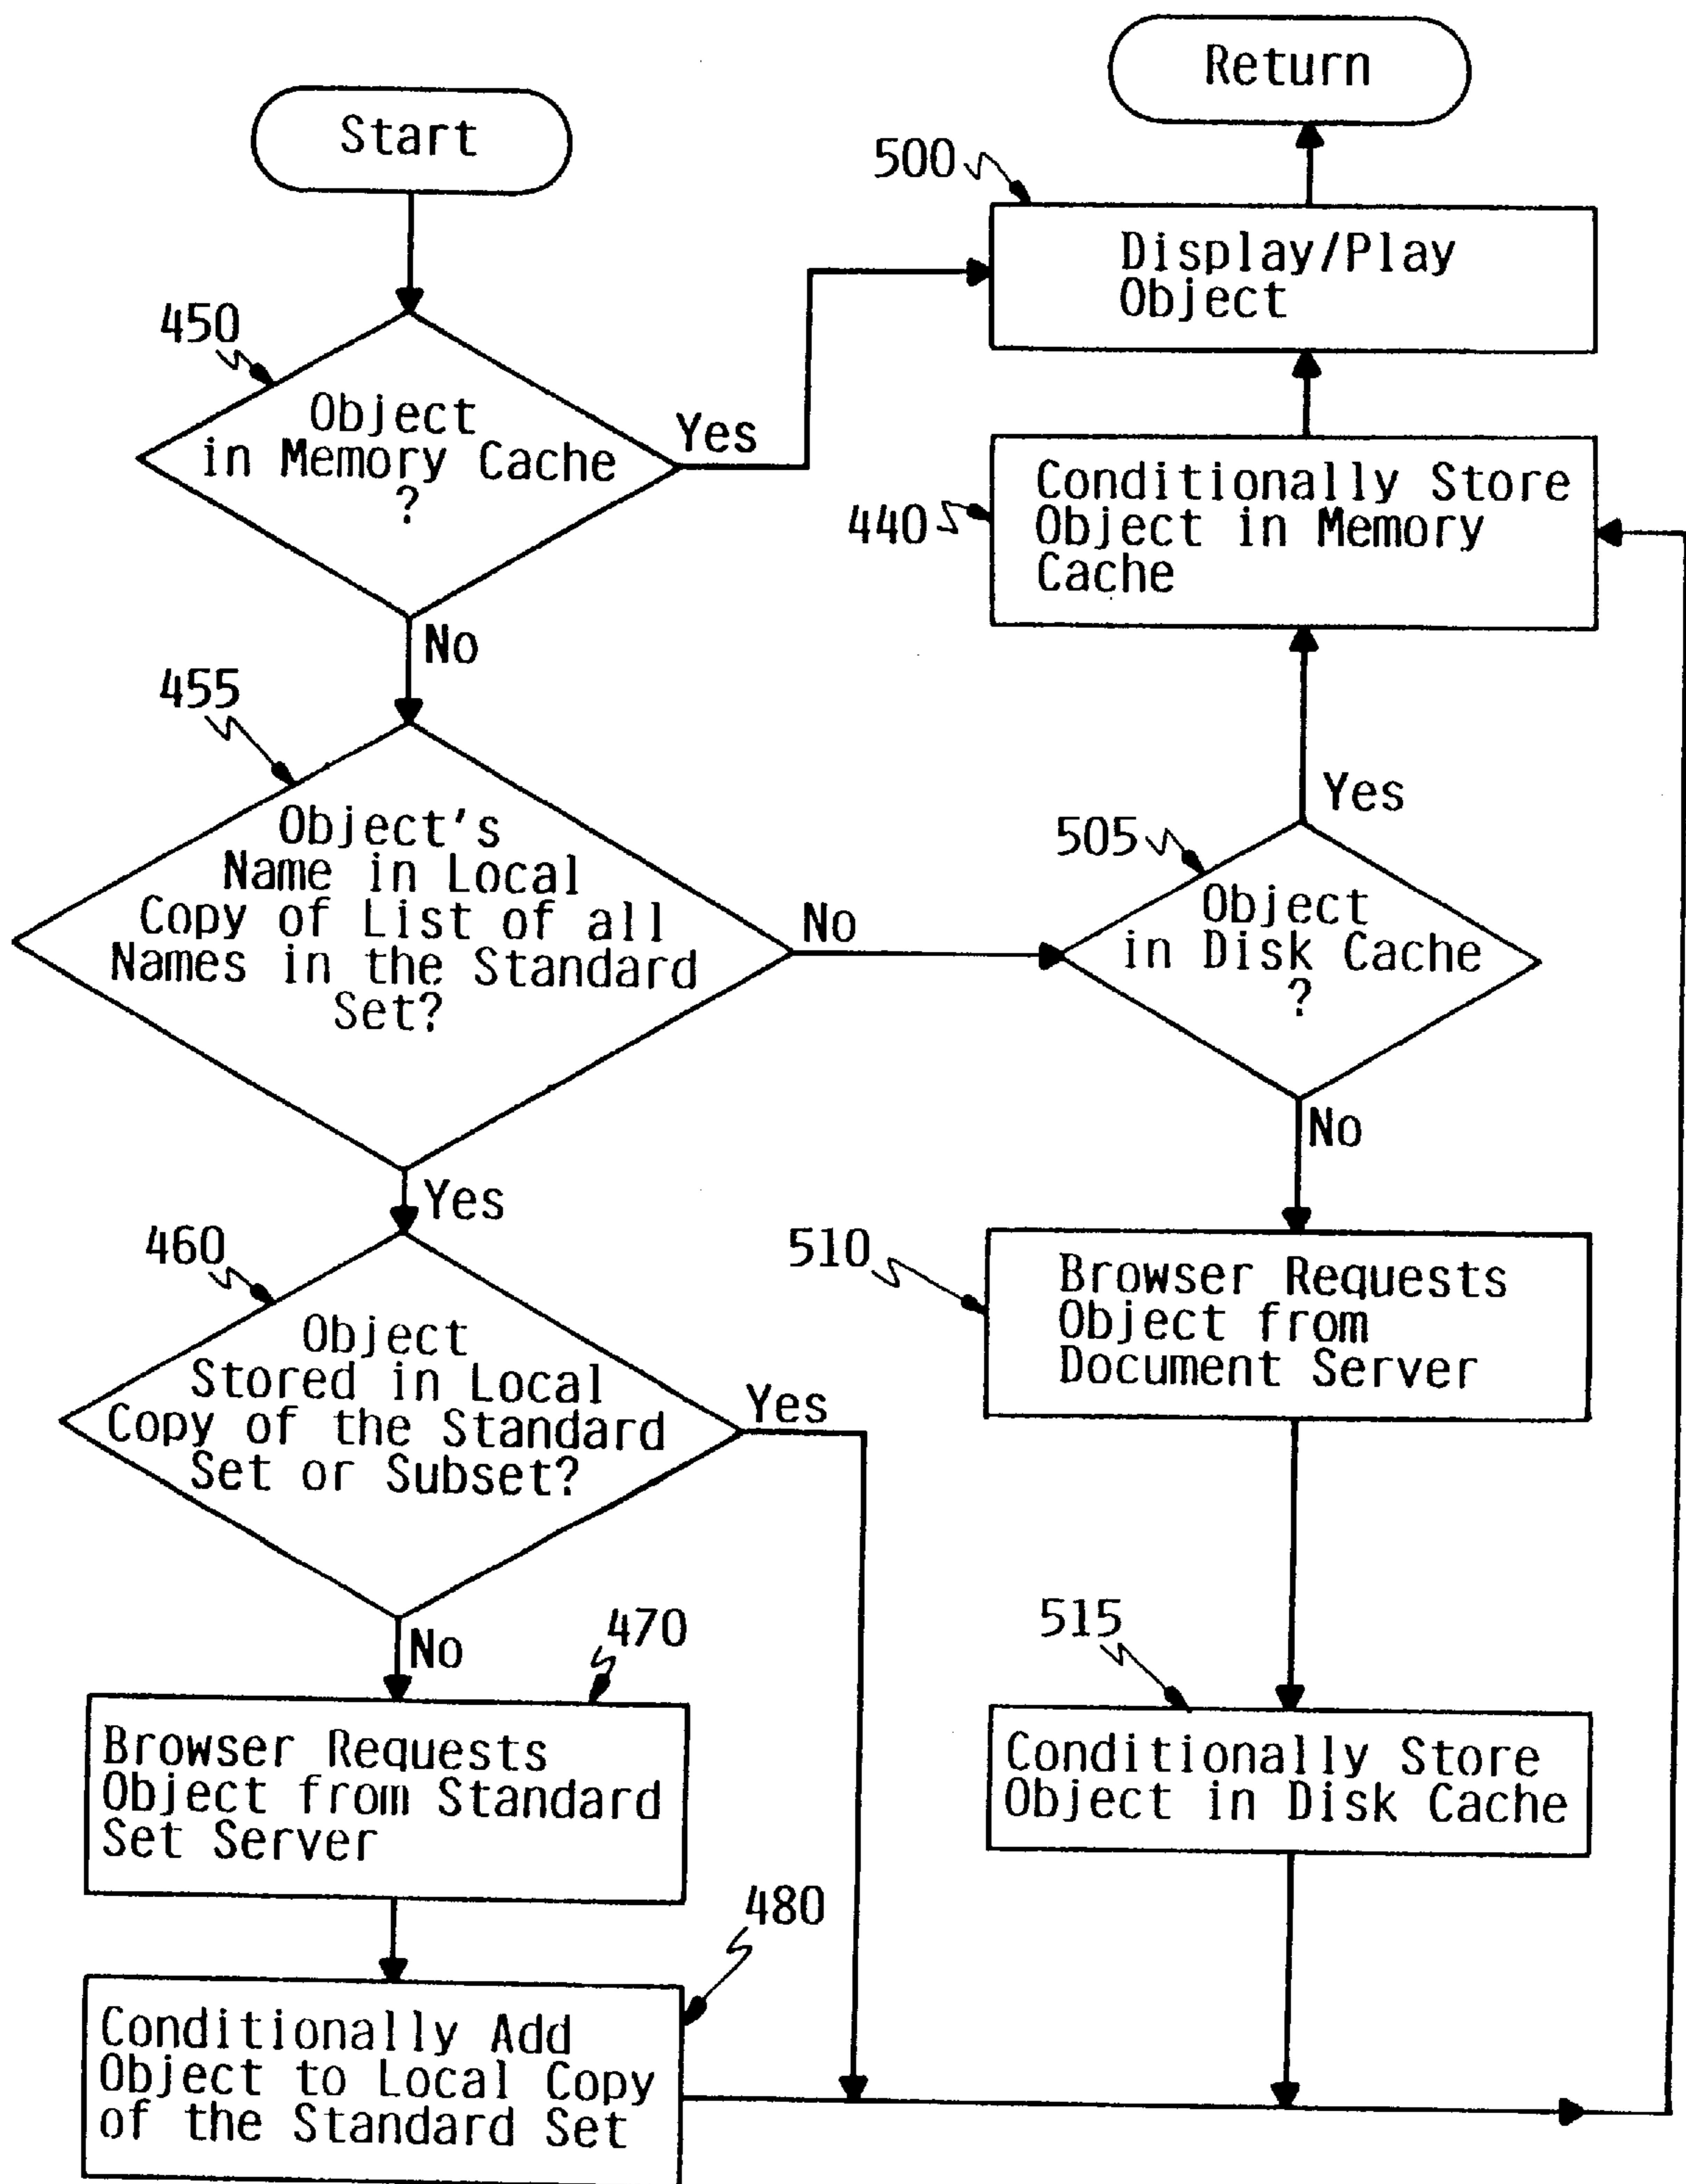 Return
Start
500
Display/Play
Object
450
Object
in Memory Cache
?
Yes
No
440
Conditionally Store
Object in Memory
Cache
455
Object's
Name in Local
Copy of List of all
Names in the Standard
Set?
No
Yes
505
Object
in Disk Cache
?
Yes
No
460
Object
Stored in Local
Copy of the Standard
Set or Subset?
Yes
No
510
Browser Requests
Object from
Document Server
470
Browser Requests
Object from Standard
Set Server
515
Conditionally Store
Object in Disk Cache
480
Conditionally Add
Object to Local Copy
of the Standard Set